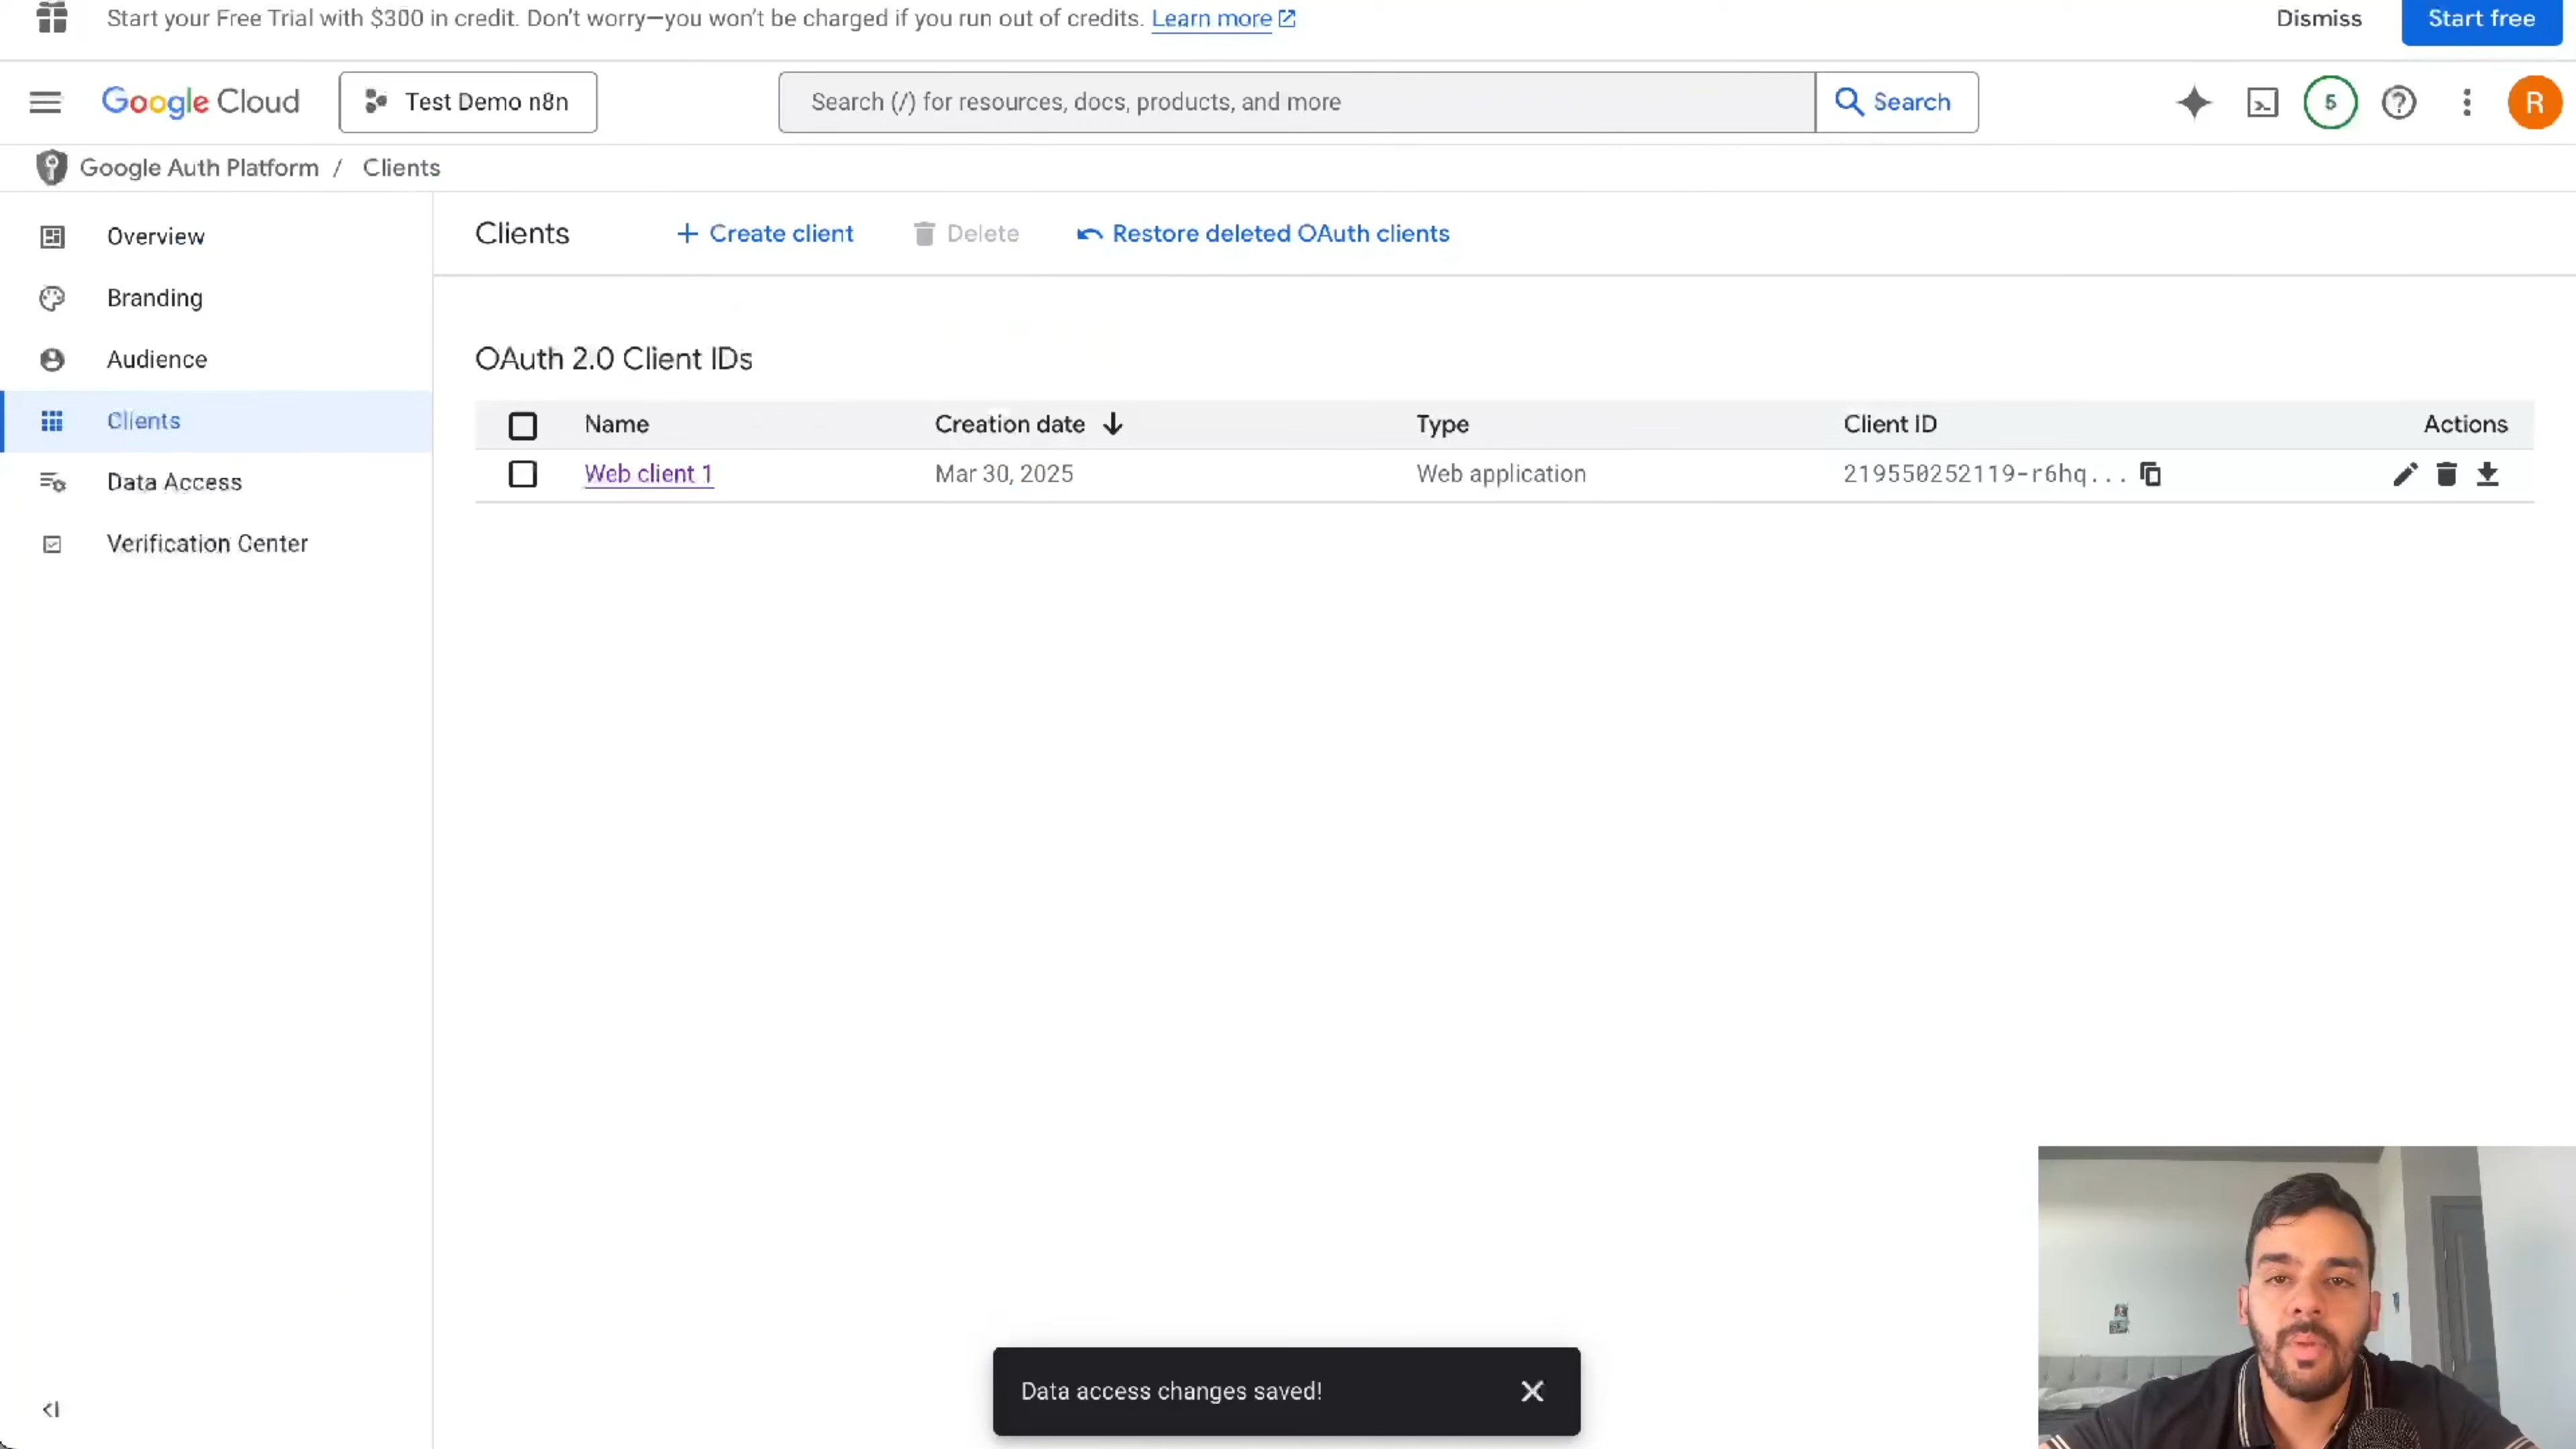 Start your Free Trial with $300 in credit. Don't worry—you won't be charged if you run out of credits. Learn more
Dismiss
Start free
Google Cloud
Test Demo n8n
Search (/) for resources, docs, products, and more
Search
5
R
Google Auth Platform / Clients
Overview
Branding
Audience
Clients
Data Access
Verification Center
Clients
+ Create client
Delete
Restore deleted OAuth clients
OAuth 2.0 Client IDs
Name Creation date Type Client ID Actions
Web client 1 Mar 30, 2025 Web application 219550252119-r6hq...
Data access changes saved!